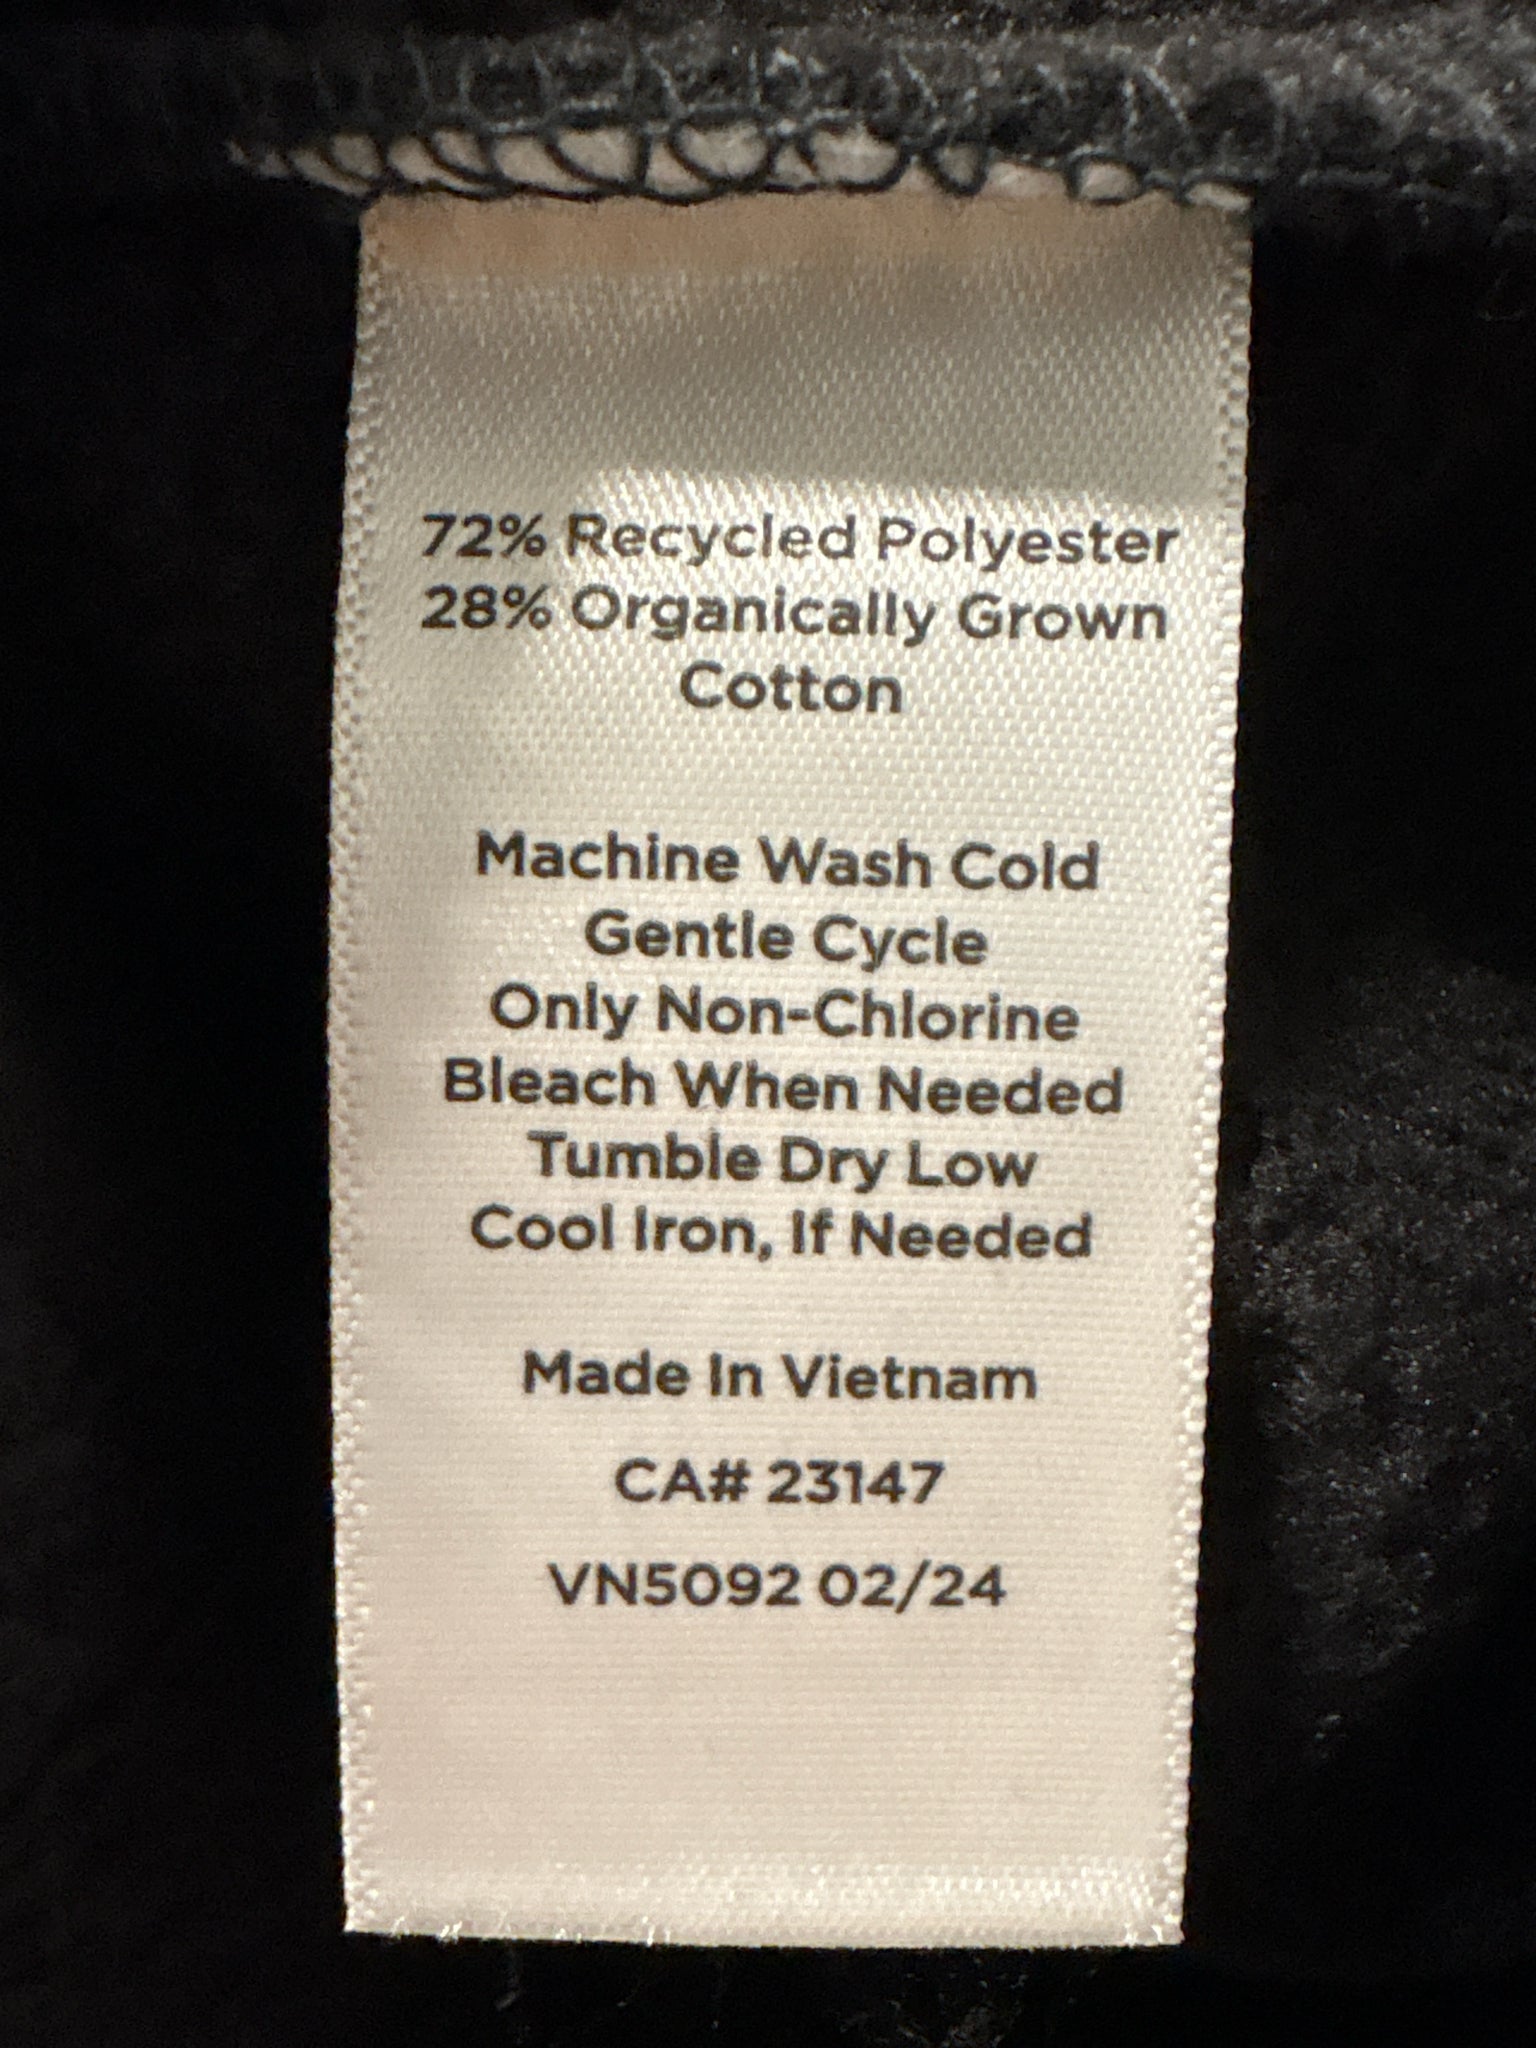 72% Recycled Polyester
28% Organically Grown
Cotton
Machine Wash Cold
Gentle Cycle
Only Non-Chlorine
Bleach When Needed
Tumble Dry Low
Cool Iron, If Needed
Made In Vietnam
CA# 23147
VN5092 02/24